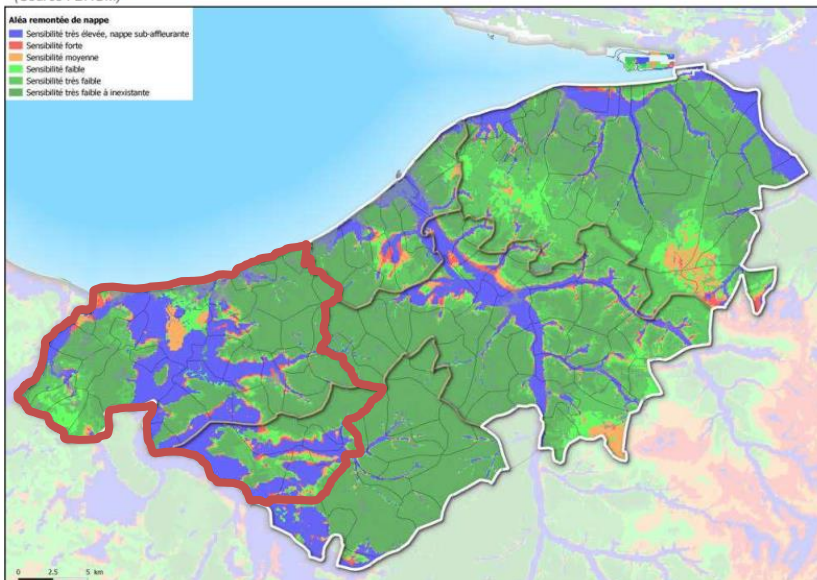 Aléa remontée de nappe
Sensibilité très élevée, nappe sub-affleurante
Sensibilité forte
Sensibilité moyenne
Sensibilité faible
Sensibilité très faible
Sensibilité très faible à inexistante
0 2.5 5 km